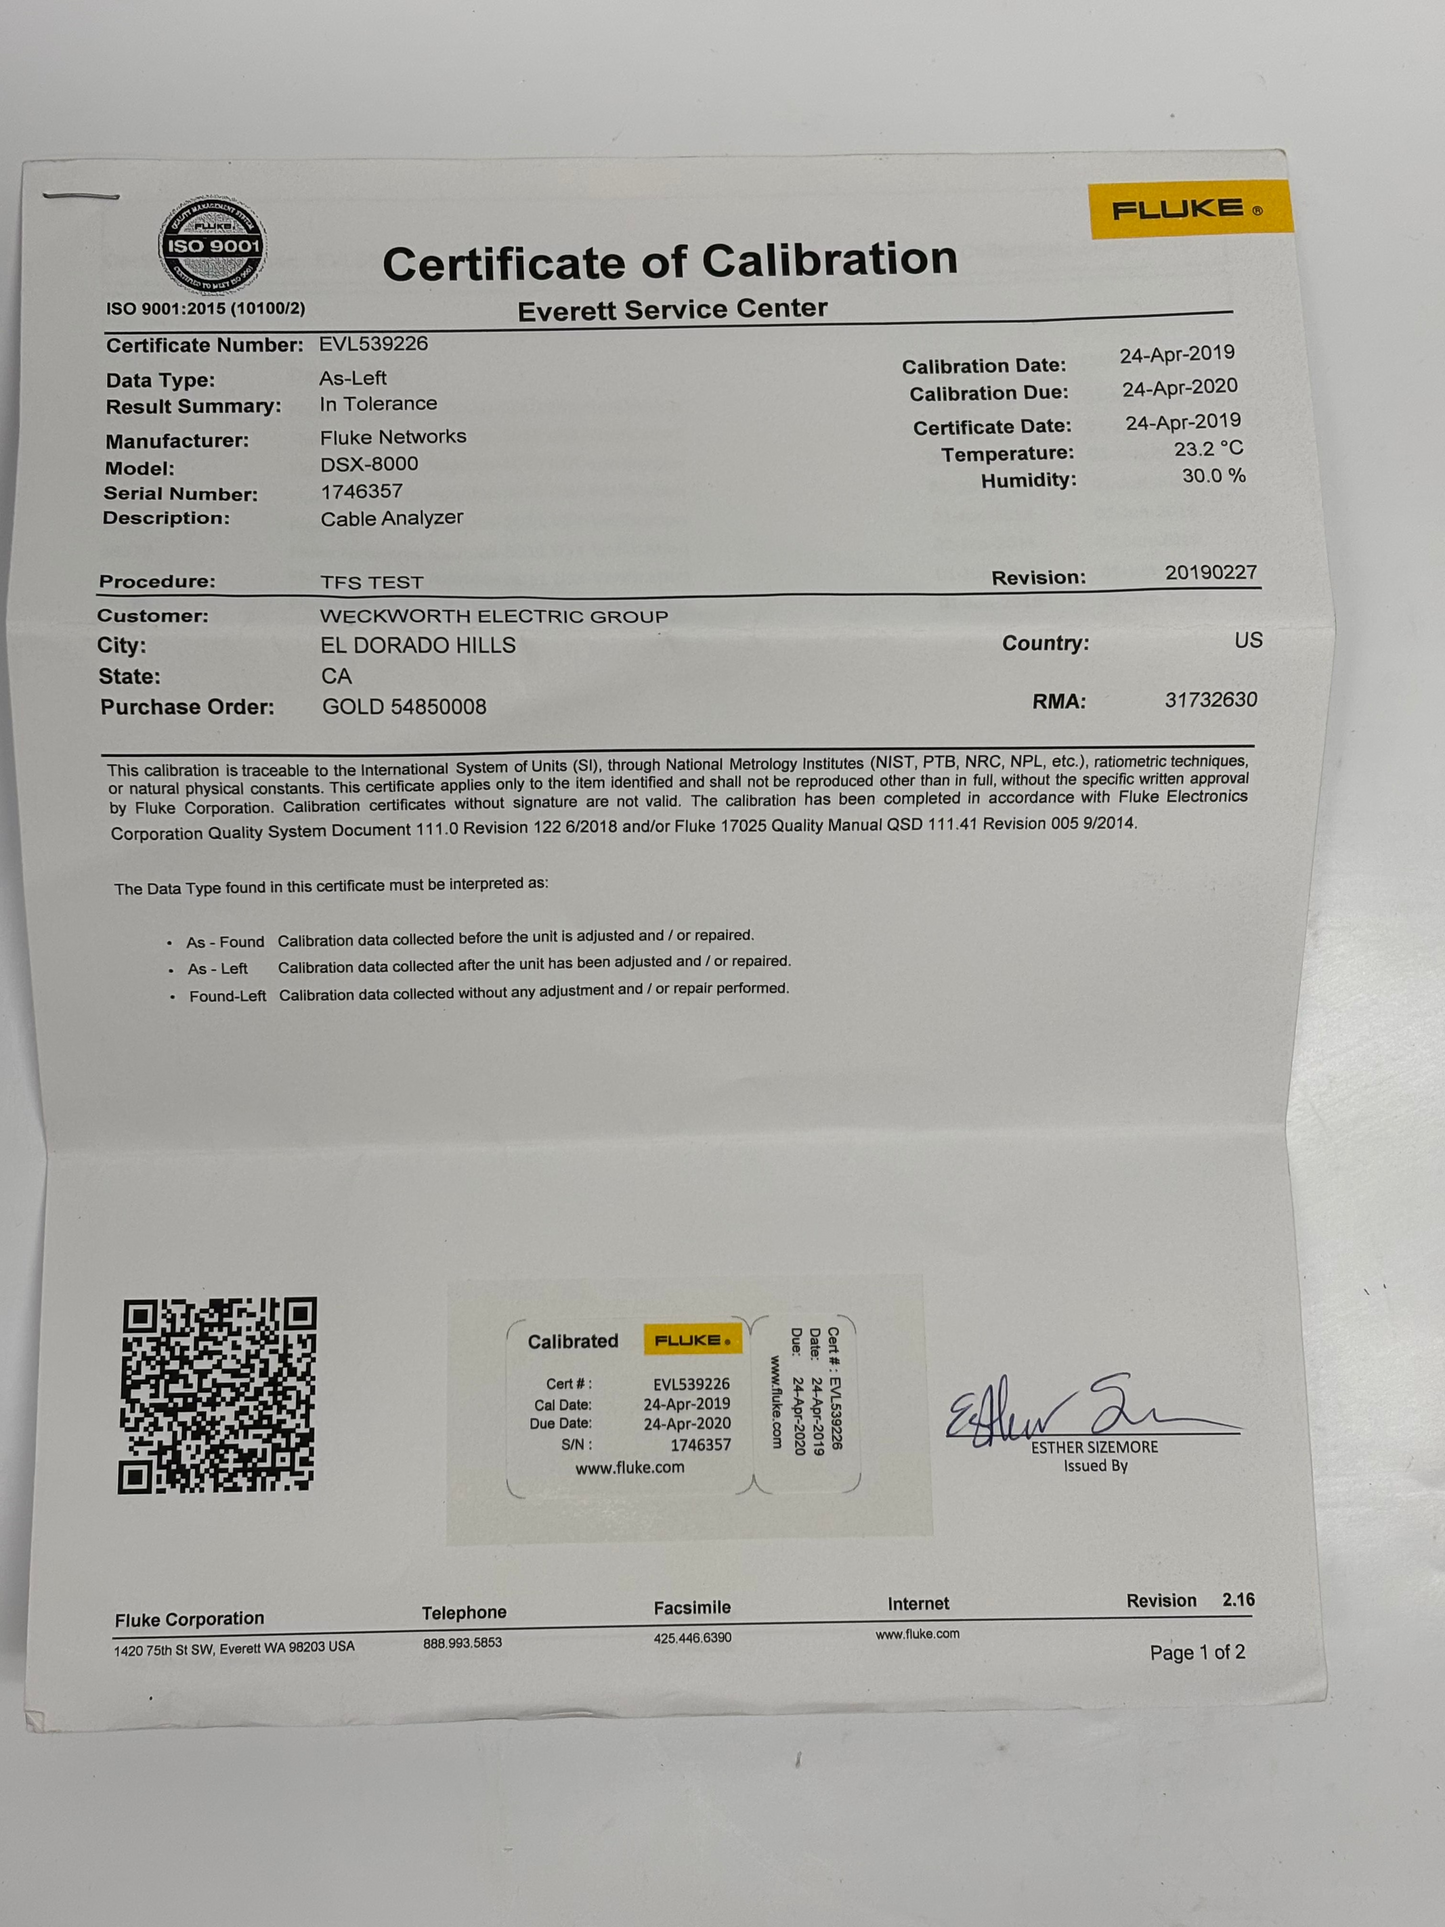 QUALITY MANAGEMENT SYSTEM
FLUKE
ISO 9001
CERTIFIED TO MEET ISO 9001
ISO 9001:2015 (10100/2)
FLUKE ®
Certificate of Calibration
Everett Service Center
Certificate Number: EVL539226
Data Type: As-Left
Result Summary: In Tolerance
Manufacturer: Fluke Networks
Model: DSX-8000
Serial Number: 1746357
Description: Cable Analyzer
Calibration Date: 24-Apr-2019
Calibration Due: 24-Apr-2020
Certificate Date: 24-Apr-2019
Temperature: 23.2 °C
Humidity: 30.0 %
Procedure: TFS TEST Revision: 20190227
Customer: WECKWORTH ELECTRIC GROUP
City: EL DORADO HILLS Country: US
State: CA
Purchase Order: GOLD 54850008 RMA: 31732630
This calibration is traceable to the International System of Units (SI), through National Metrology Institutes (NIST, PTB, NRC, NPL, etc.), ratiometric techniques,
or natural physical constants. This certificate applies only to the item identified and shall not be reproduced other than in full, without the specific written approval
by Fluke Corporation. Calibration certificates without signature are not valid. The calibration has been completed in accordance with Fluke Electronics
Corporation Quality System Document 111.0 Revision 122 6/2018 and/or Fluke 17025 Quality Manual QSD 111.41 Revision 005 9/2014.
The Data Type found in this certificate must be interpreted as:
• As - Found Calibration data collected before the unit is adjusted and / or repaired.
• As - Left Calibration data collected after the unit has been adjusted and / or repaired.
• Found-Left Calibration data collected without any adjustment and / or repair performed.
Calibrated FLUKE ®
Cert # : EVL539226
Cal Date: 24-Apr-2019
Due Date: 24-Apr-2020
S/N : 1746357
www.fluke.com
Cert # : EVL539226
Date: 24-Apr-2019
Due: 24-Apr-2020
www.fluke.com
ESTHER SIZEMORE
Issued By
Fluke Corporation Telephone Facsimile Internet Revision 2.16
1420 75th St SW, Everett WA 98203 USA 888.993.5853 425.446.6390 www.fluke.com
Page 1 of 2